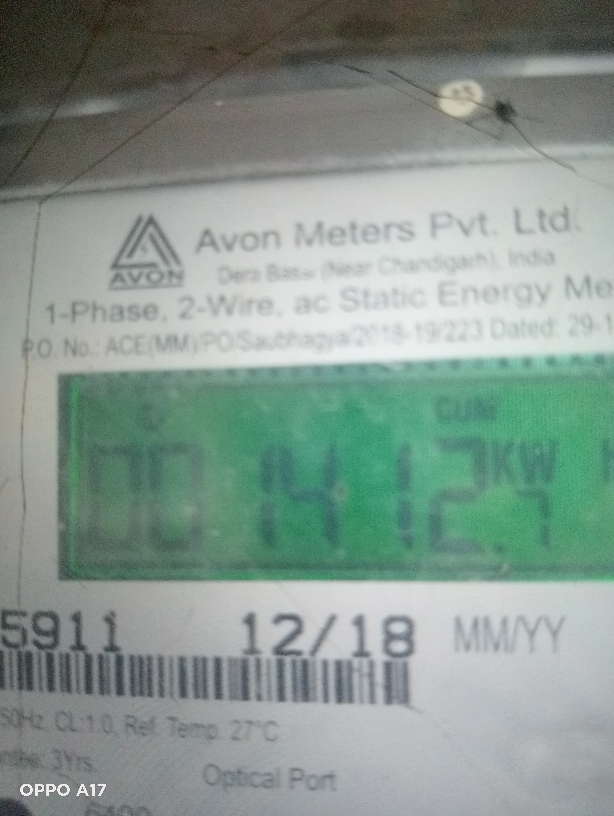 AVON
Avon Meters Pvt. Ltd.
Dera Bassi (Near Chandigarh), India
1-Phase, 2-Wire, ac Static Energy Me
P.O. No.: ACE(MM)/PO/Saubhagya/2018-19/223 Dated: 29-1
CUM
001412.7 KW
5911 12/18 MM/YY
50Hz, CL:1.0, Ref. Temp. 27°C
3Yrs.
Optical Port
OPPO A17